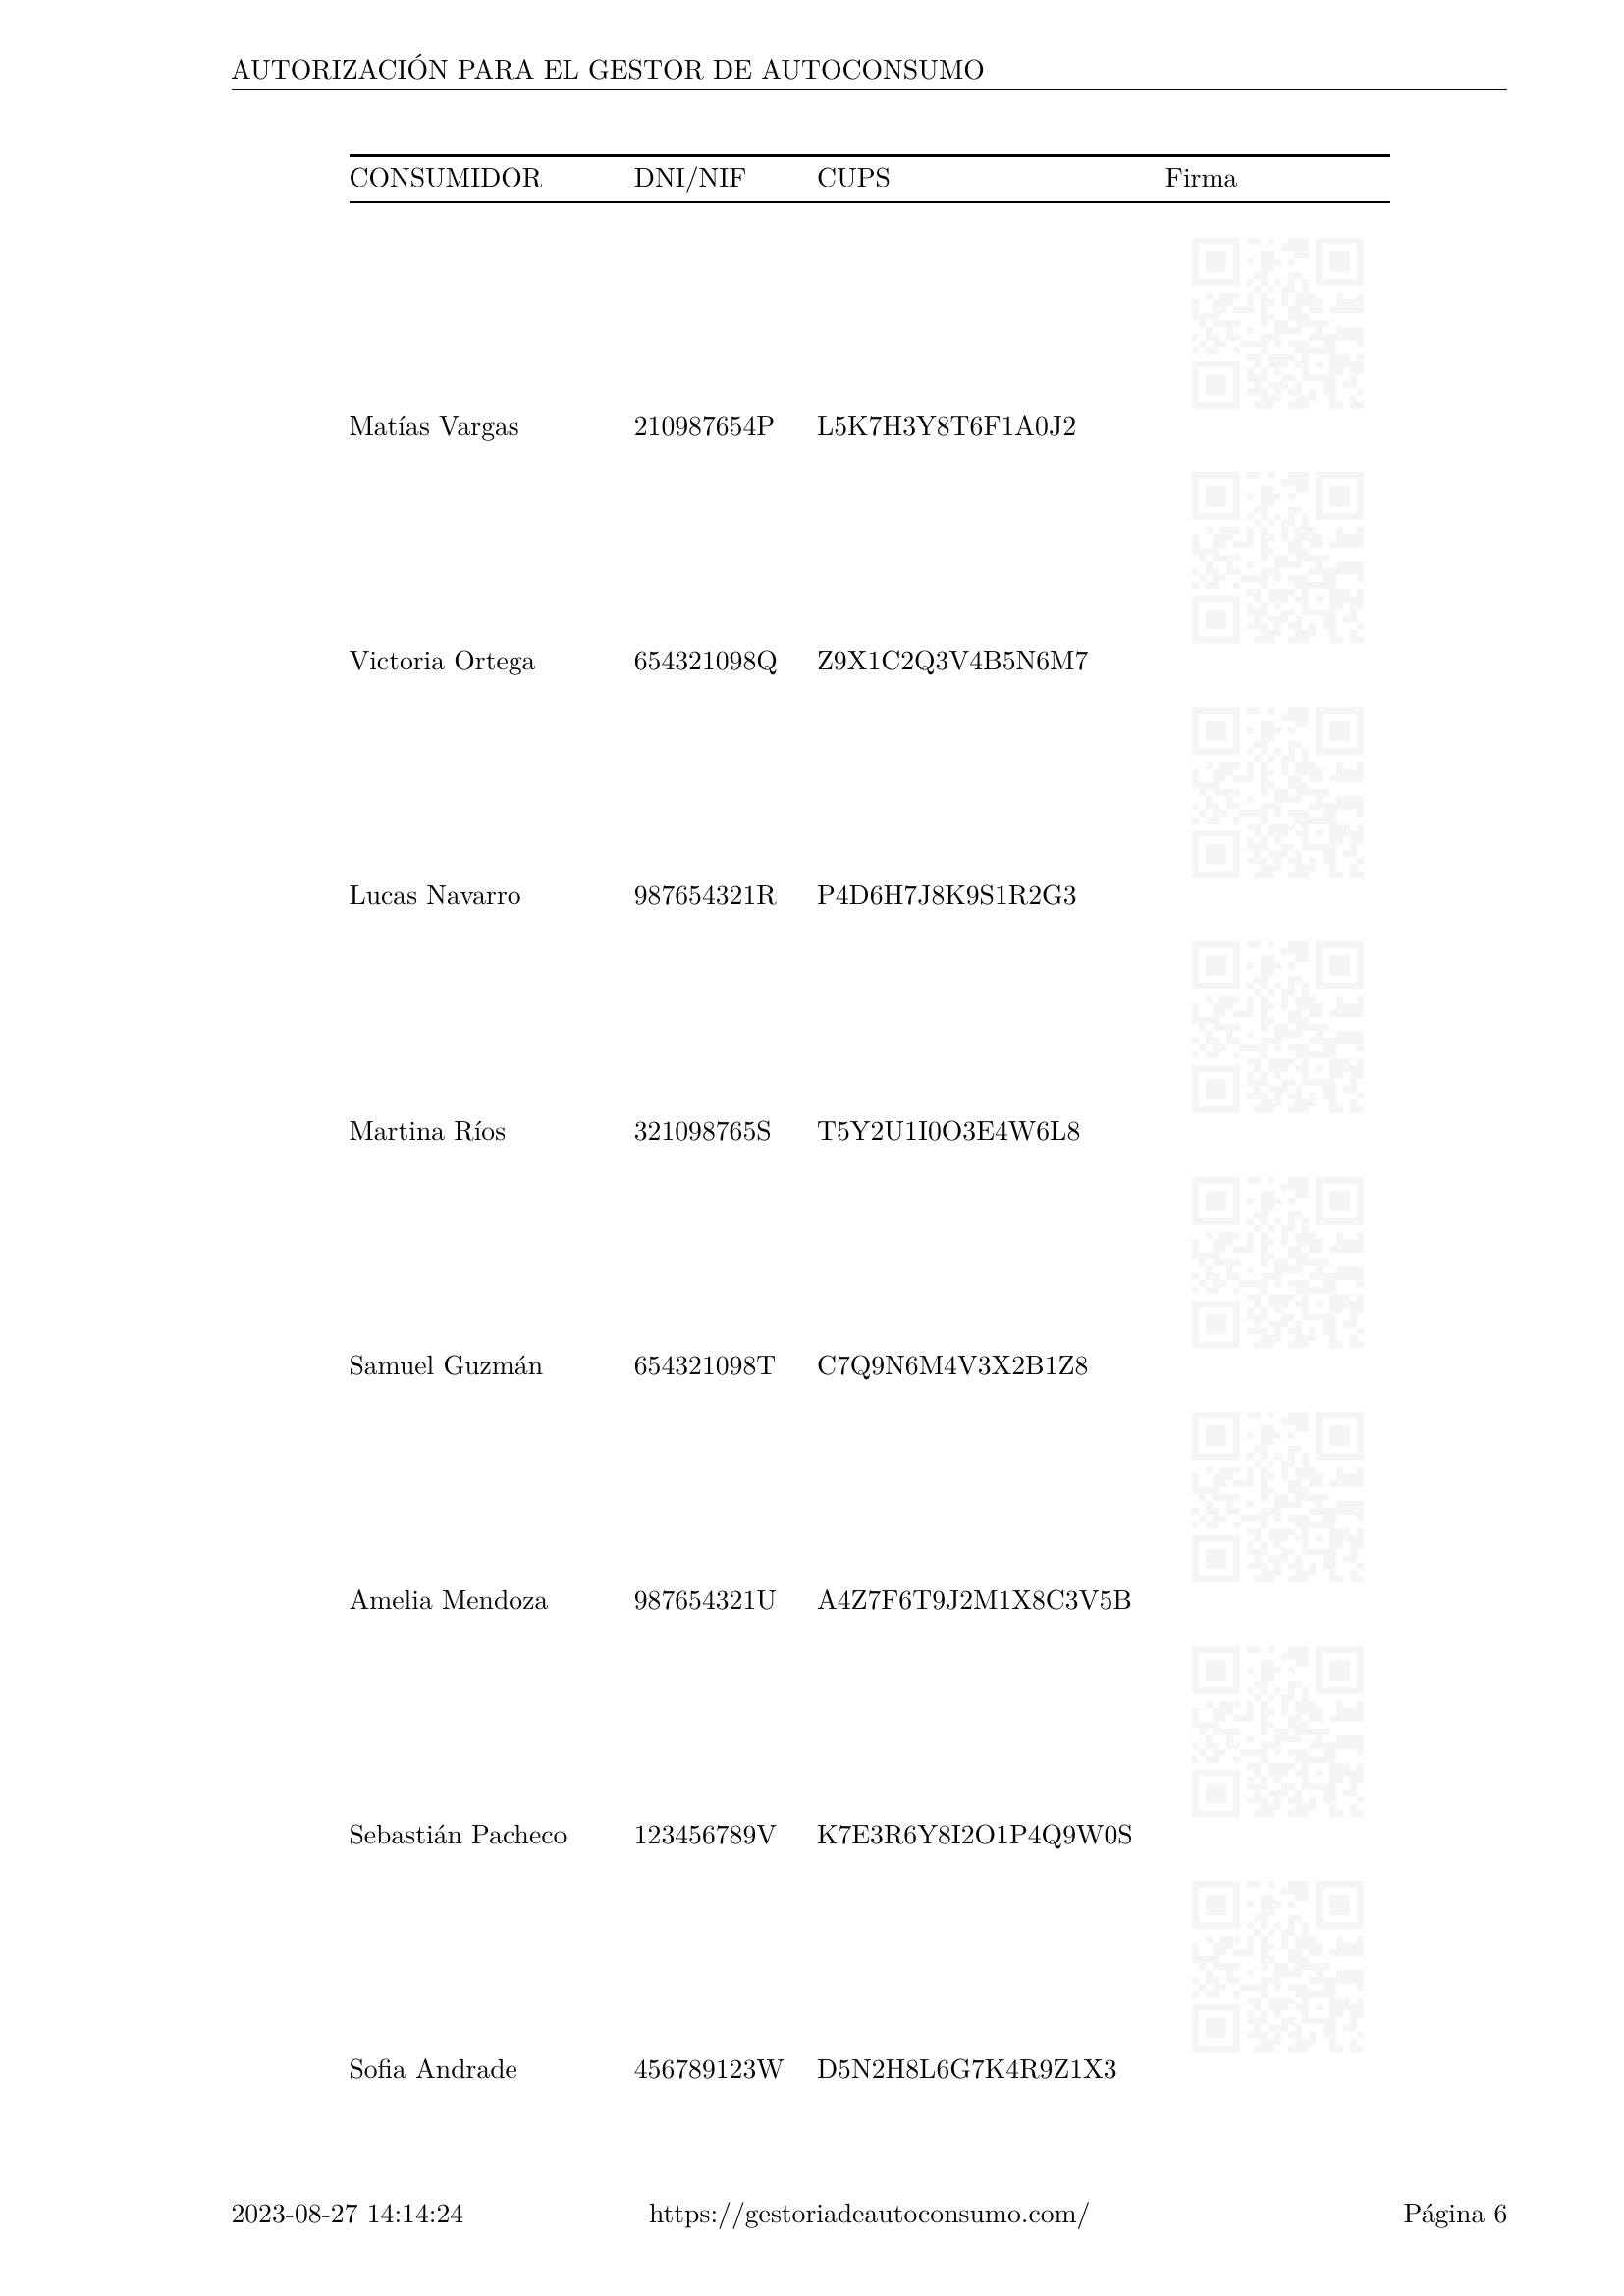 AUTORIZACIÓN PARA EL GESTOR DE AUTOCONSUMO
CONSUMIDOR DNI/NIF CUPS Firma
Matías Vargas 210987654P L5K7H3Y8T6F1A0J2
Victoria Ortega 654321098Q Z9X1C2Q3V4B5N6M7
Lucas Navarro 987654321R P4D6H7J8K9S1R2G3
Martina Ríos 321098765S T5Y2U1I0O3E4W6L8
Samuel Guzmán 654321098T C7Q9N6M4V3X2B1Z8
Amelia Mendoza 987654321U A4Z7F6T9J2M1X8C3V5B
Sebastián Pacheco 123456789V K7E3R6Y8I2O1P4Q9W0S
Sofia Andrade 456789123W D5N2H8L6G7K4R9Z1X3
2023-08-27 14:14:24 https://gestoriadeautoconsumo.com/ Página 6